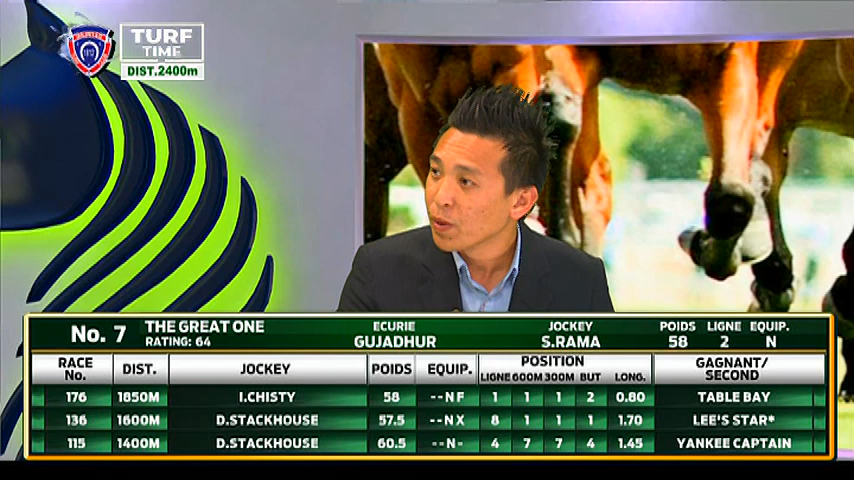 TURF
TIME
DIST.2400m
1812
No. 7 THE GREAT ONE ECURIE JOCKEY POIDS LIGNE EQUIP.
RATING: 64 GUJADHUR S.RAMA 58 2 N
RACE No. DIST. JOCKEY POIDS EQUIP. POSITION GAGNANT/ SECOND
LIGNE 600M 300M BUT LONG.
176 1850M I.CHISTY 58 --NF 1 1 1 2 0.80 TABLE BAY
136 1600M D.STACKHOUSE 57.5 --NX 8 1 1 1 1.70 LEE'S STAR*
115 1400M D.STACKHOUSE 60.5 --N- 4 7 7 4 1.45 YANKEE CAPTAIN